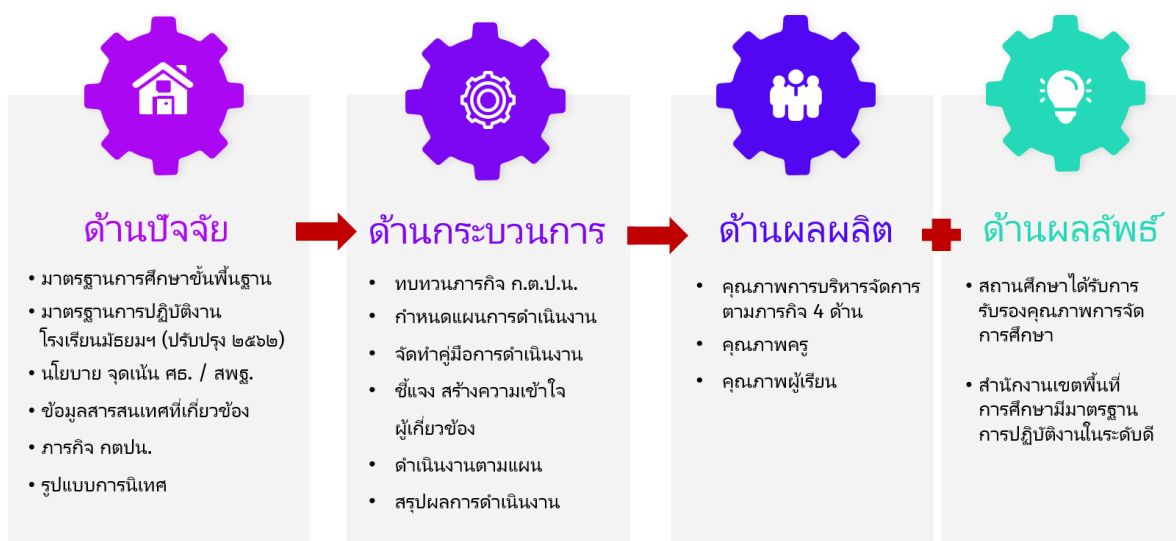 ด้านปัจจัย
• มาตรฐานการศึกษาขั้นพื้นฐาน
• มาตรฐานการปฏิบัติงาน
โรงเรียนมัธยมฯ (ปรับปรุง ๒๕๖๒)
• นโยบาย จุดเน้น ศธ. / สพฐ.
• ข้อมูลสารสนเทศที่เกี่ยวข้อง
• ภารกิจ กตปน.
• รูปแบบการนิเทศ
ด้านกระบวนการ
• ทบทวนภารกิจ ก.ต.ป.น.
• กำหนดแผนการดำเนินงาน
• จัดทำคู่มือการดำเนินงาน
• ชี้แจง สร้างความเข้าใจ
ผู้เกี่ยวข้อง
• ดำเนินงานตามแผน
• สรุปผลการดำเนินงาน
ด้านผลผลิต
• คุณภาพการบริหารจัดการ
ตามภารกิจ 4 ด้าน
• คุณภาพครู
• คุณภาพผู้เรียน
ด้านผลลัพธ์
• สถานศึกษาได้รับการ
รับรองคุณภาพการจัด
การศึกษา
• สำนักงานเขตพื้นที่
การศึกษามีมาตรฐาน
การปฏิบัติงานในระดับดี